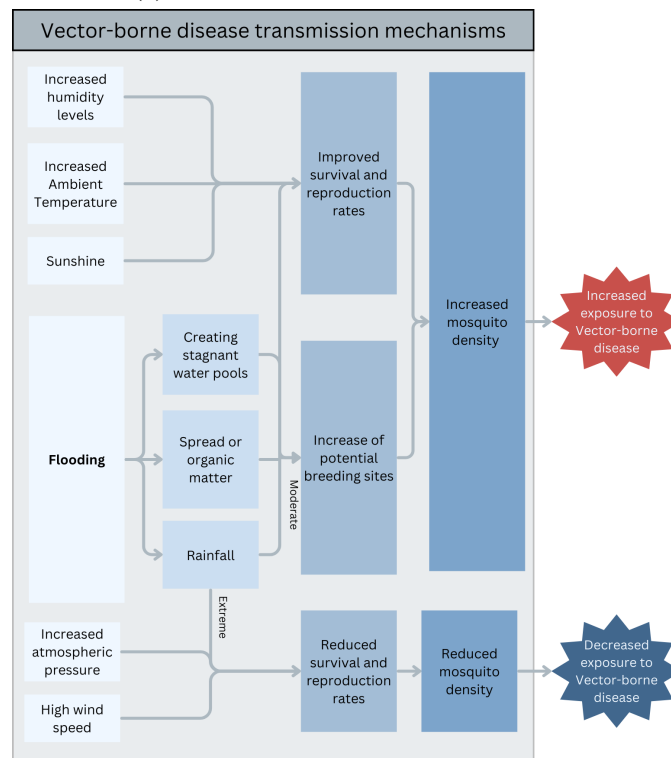 Vector-borne disease transmission mechanisms
Increased
humidity
levels
Increased
Ambient
Temperature
Sunshine
Improved
survival and
reproduction
rates
Increased
mosquito
density
Increased
exposure to
Vector-borne
disease
Flooding
Creating
stagnant
water pools
Spread or
organic
matter
Rainfall
Moderate
Increase of
potential
breeding sites
Extreme
Increased
atmospheric
pressure
High wind
speed
Reduced
survival and
reproduction
rates
Reduced
mosquito
density
Decreased
exposure to
Vector-borne
disease